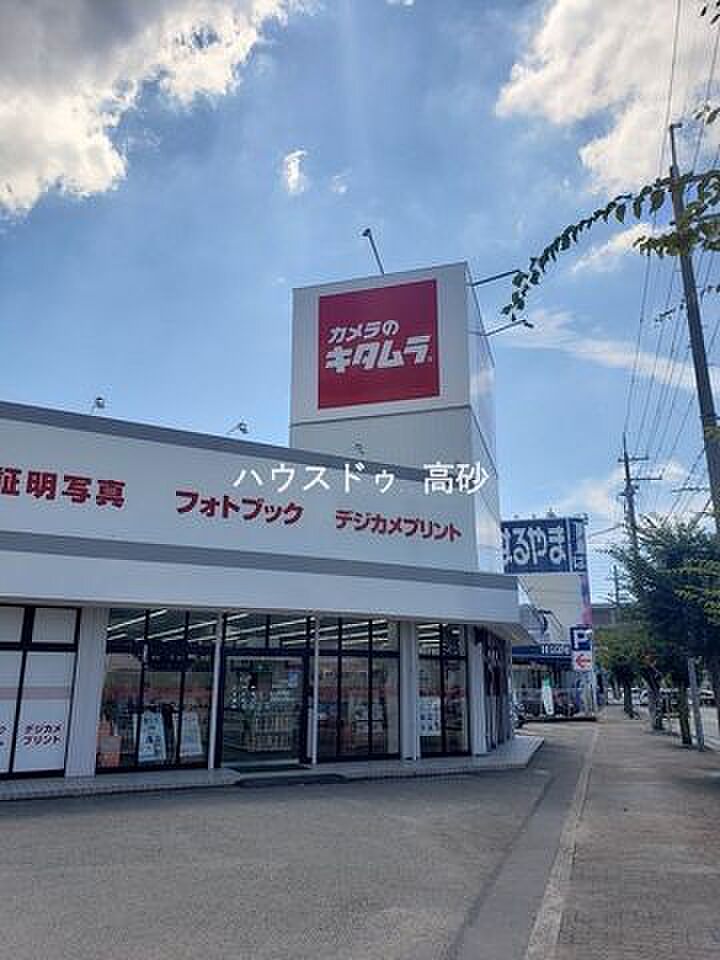 カメラの
キタムラ
ハウスドゥ 高砂
証明写真 フォトブック デジカメプリント
はるやま
P
デジカメ
プリント